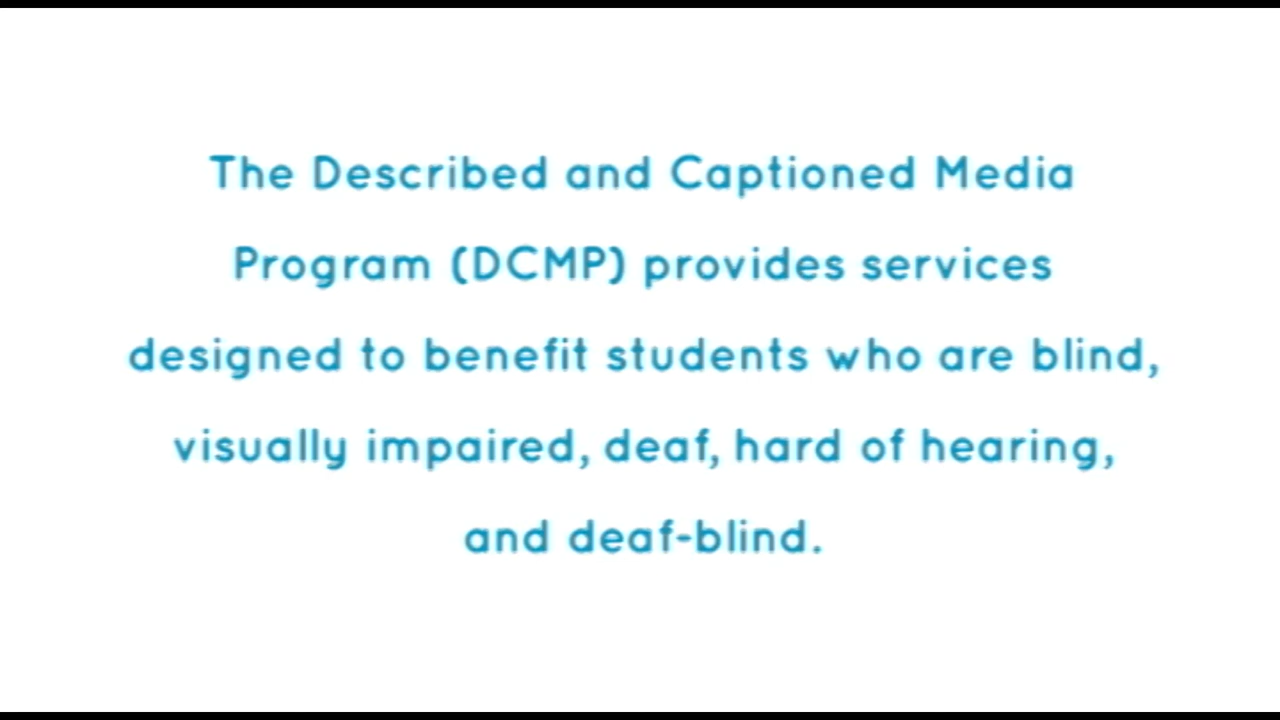 The Described and Captioned Media
Program (DCMP) provides services
designed to benefit students who are blind,
visually impaired, deaf, hard of hearing,
and deaf-blind.